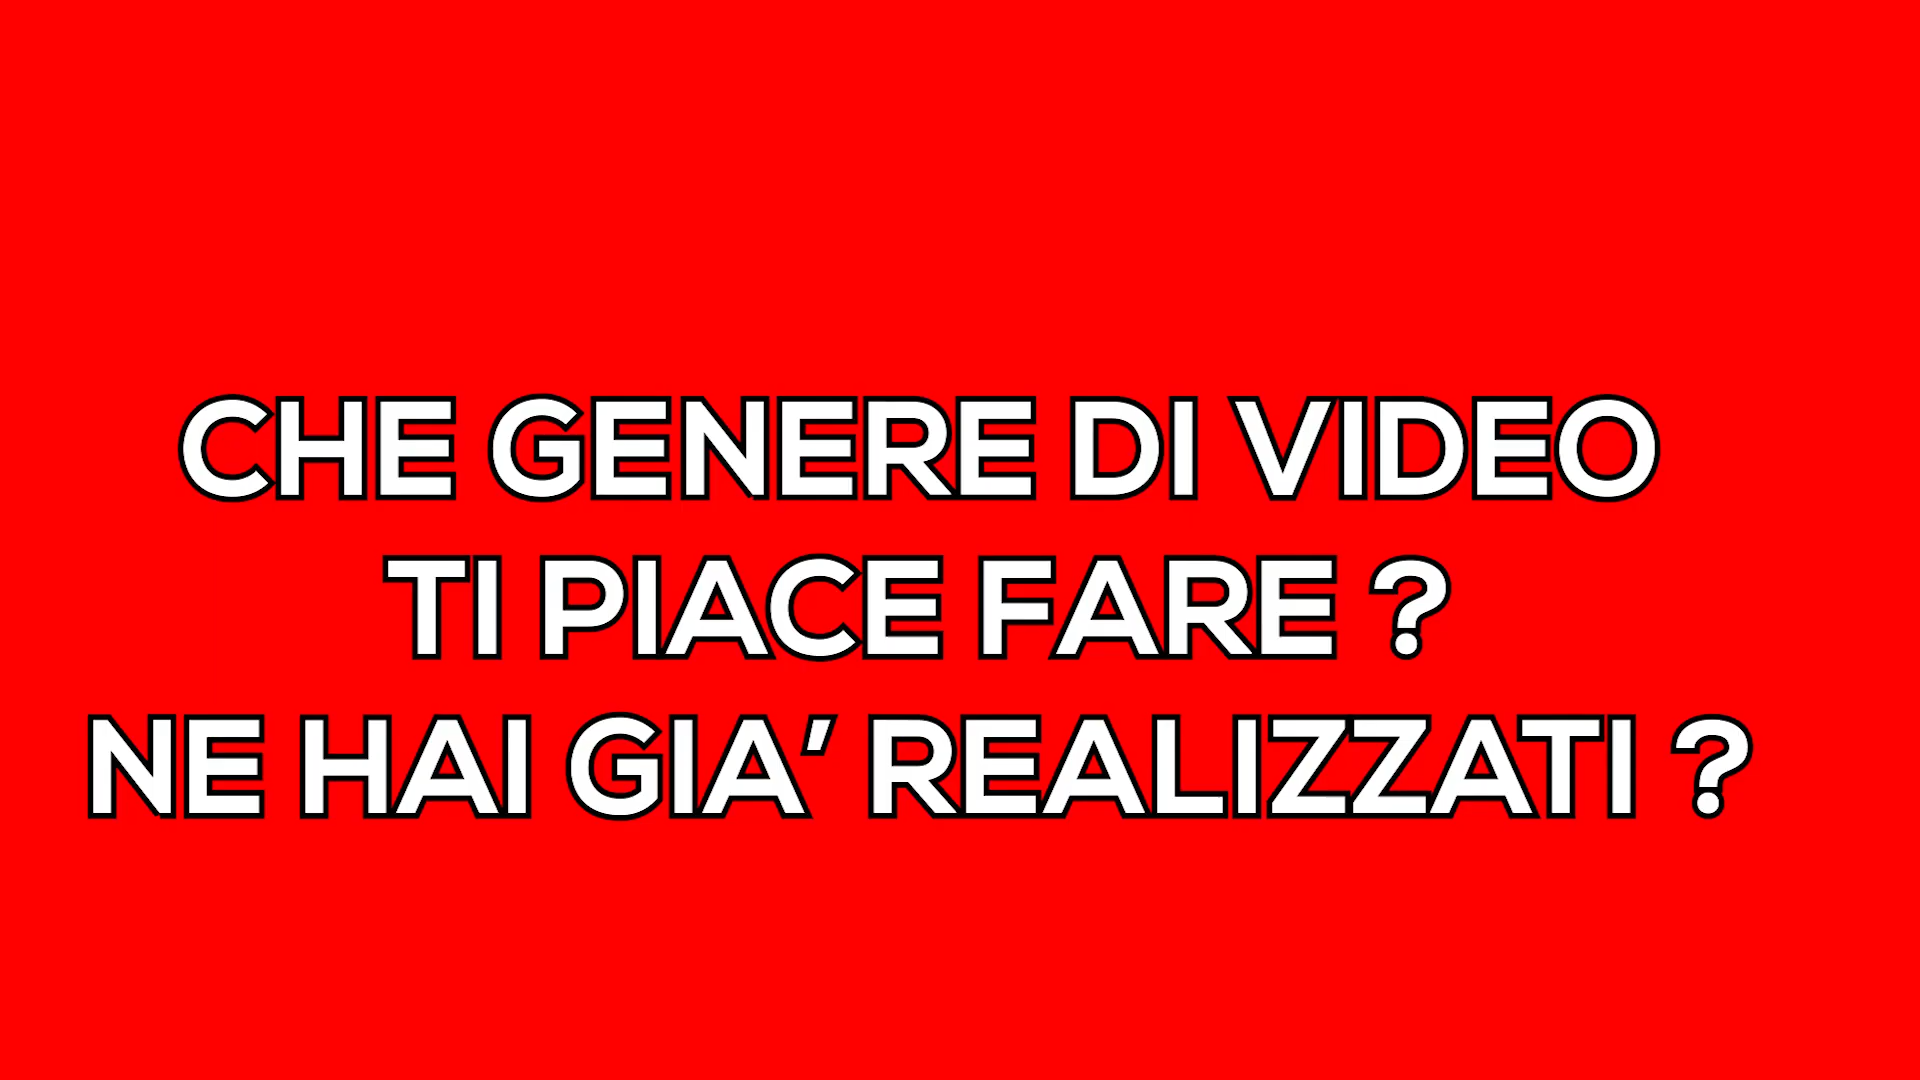 CHE GENERE DI VIDEO
TI PIACE FARE ?
NE HAI GIA’ REALIZZATI ?